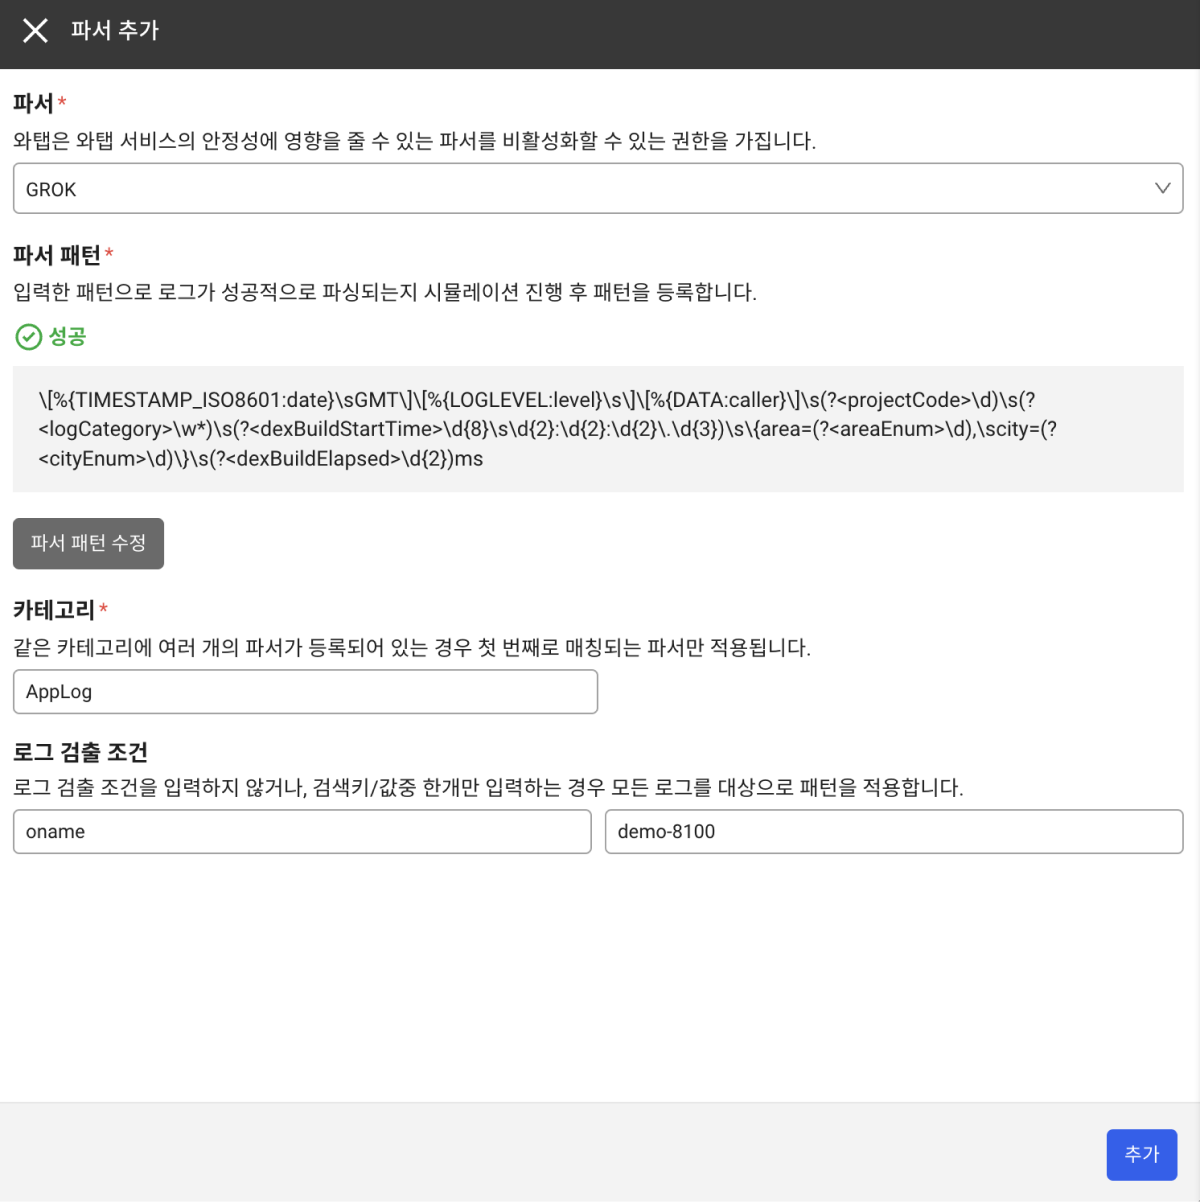 파서 추가
파서*
와탭은 와탭 서비스의 안정성에 영향을 줄 수 있는 파서를 비활성화할 수 있는 권한을 가집니다.
GROK
파서 패턴*
입력한 패턴으로 로그가 성공적으로 파싱되는지 시뮬레이션 진행 후 패턴을 등록합니다.
성공
\[%{TIMESTAMP_ISO8601:date}\sGMT\]\[%{LOGLEVEL:level}\s\]\[%{DATA:caller}\]\s(?<projectCode>\d)\s(?
<logCategory>\w*)\s(?<dexBuildStartTime>\d{8}\s\d{2}:\d{2}:\d{2}\.\d{3})\s\{area=(?<areaEnum>\d),\scity=(?
<cityEnum>\d)\}\s(?<dexBuildElapsed>\d{2})ms
파서 패턴 수정
카테고리*
같은 카테고리에 여러 개의 파서가 등록되어 있는 경우 첫 번째로 매칭되는 파서만 적용됩니다.
AppLog
로그 검출 조건
로그 검출 조건을 입력하지 않거나, 검색키/값중 한개만 입력하는 경우 모든 로그를 대상으로 패턴을 적용합니다.
oname demo-8100
추가